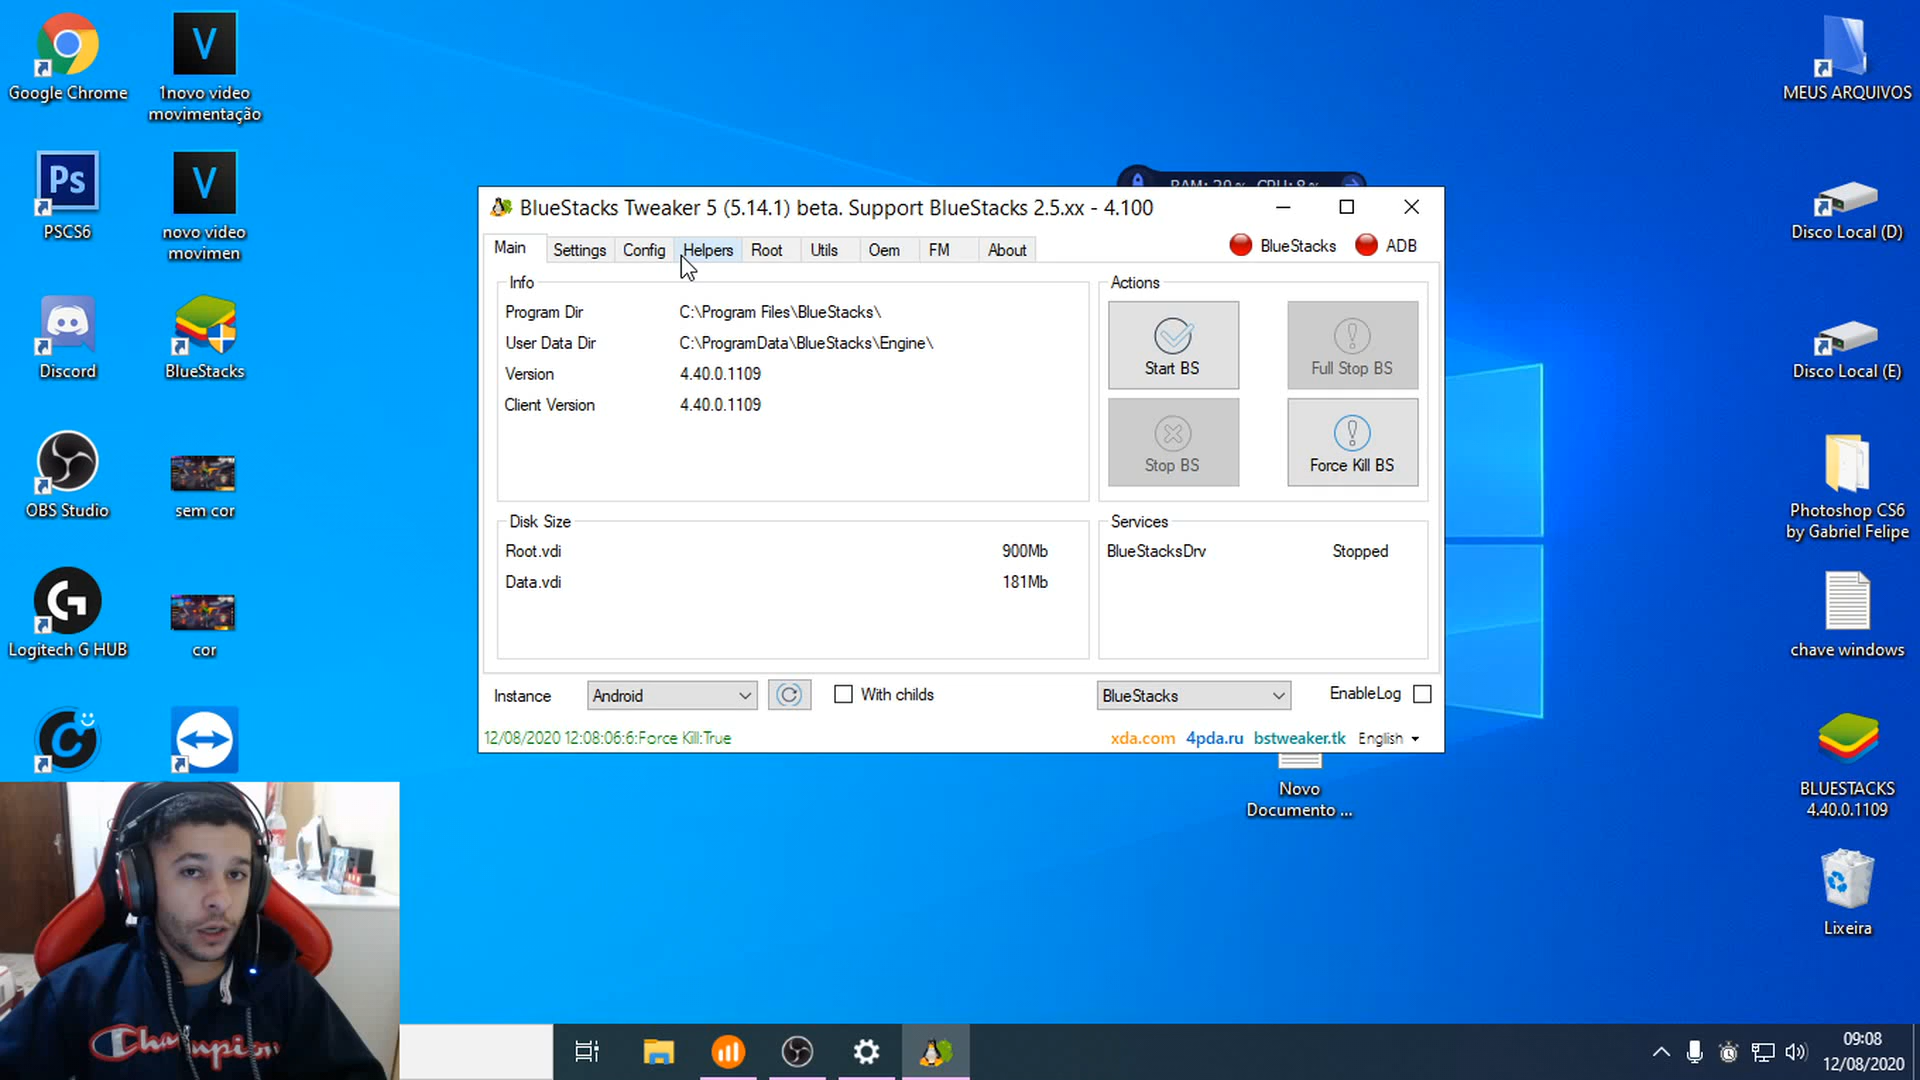 Google Chrome
1novo video
movimentação
Ps
PSCS6
novo video
movimen
Discord
BlueStacks
OBS Studio
sem cor
Logitech G HUB
cor
BlueStacks Tweaker 5 (5.14.1) beta. Support BlueStacks 2.5.xx - 4.100
Main
Settings
Config
Helpers
Root
Utils
Oem
FM
About
BlueStacks
ADB
Info
Program Dir
C:\Program Files\BlueStacks\
User Data Dir
C:\ProgramData\BlueStacks\Engine\
Version
4.40.0.1109
Client Version
4.40.0.1109
Actions
Start BS
Full Stop BS
Stop BS
Force Kill BS
Disk Size
Root.vdi
900Mb
Data.vdi
181Mb
Services
BlueStacksDrv
Stopped
Instance
Android
With childs
BlueStacks
EnableLog
12/08/2020 12:08:06:6:Force Kill:True
xda.com
4pda.ru
bstweaker.tk
English
Novo
Documento ...
MEUS ARQUIVOS
Disco Local (D)
Disco Local (E)
Photoshop CS6
by Gabriel Felipe
chave windows
BLUESTACKS
4.40.0.1109
Lixeira
Champion
09:08
12/08/2020